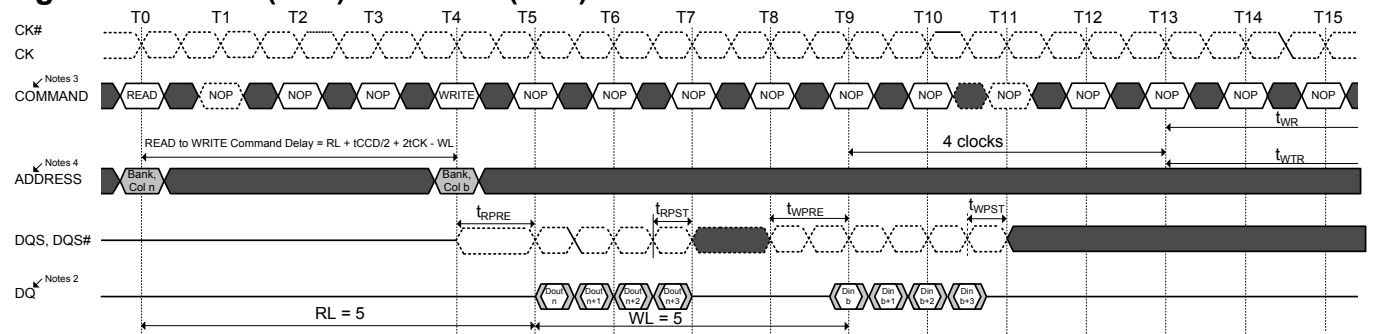 T0 T1 T2 T3 T4 T5 T6 T7 T8 T9 T10 T11 T12 T13 T14 T15
CK#
CK
Notes 3
COMMAND READ NOP NOP NOP WRITE NOP NOP NOP NOP NOP NOP NOP NOP NOP NOP NOP
tWR
READ to WRITE Command Delay = RL + tCCD/2 + 2tCK - WL
4 clocks
tWTR
Notes 4
ADDRESS
Bank, Col n
Bank, Col b
tRPRE tRPST tWPRE tWPST
DQS, DQS#
Notes 2
DQ
Dout n
Dout n+1
Dout n+2
Dout n+3
Din b
Din b+1
Din b+2
Din b+3
RL = 5 WL = 5